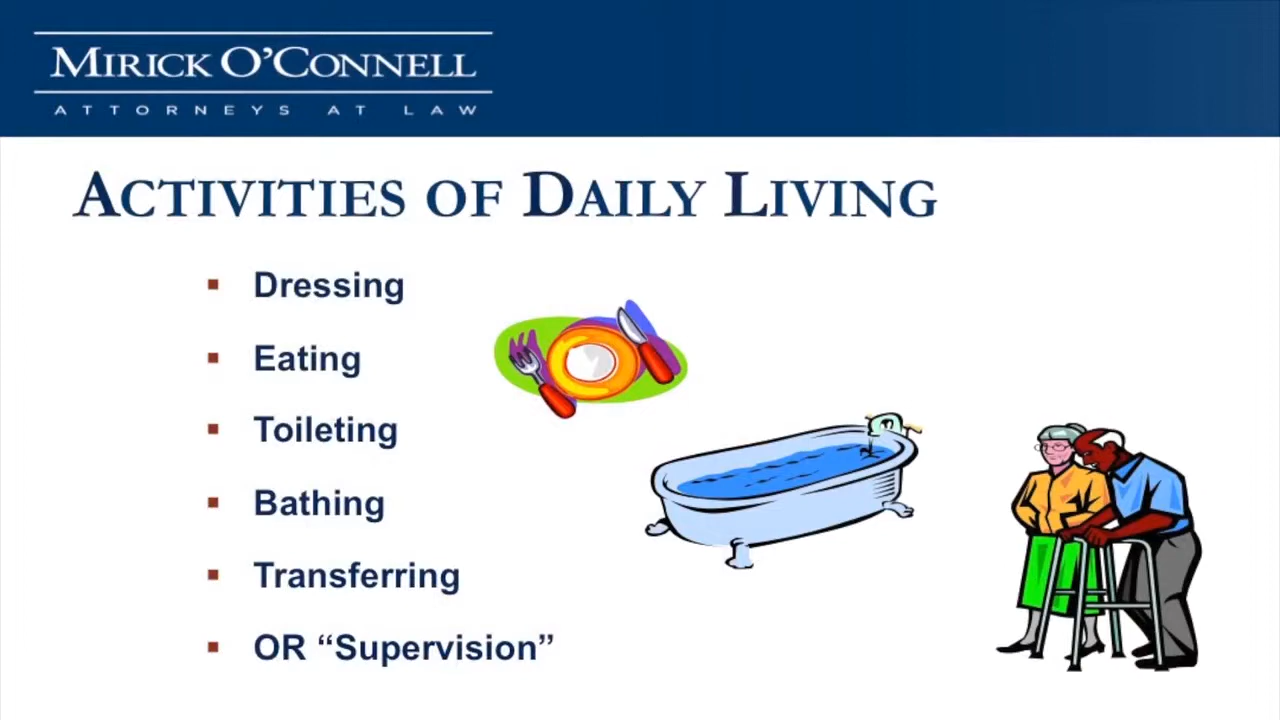 MIRICK O'CONNELL
ATTORNEYS AT LAW
ACTIVITIES OF DAILY LIVING
▪ Dressing
▪ Eating
▪ Toileting
▪ Bathing
▪ Transferring
▪ OR “Supervision”